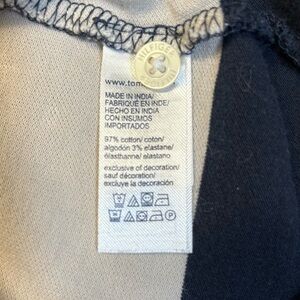 HILFIGER
www.tom
MADE IN INDIA/
FABRIQUÉ EN INDE/
HECHO EN INDIA
CON INSUMOS
IMPORTADOS
97% cotton/ coton/
algodón 3% elastane/
élasthanne/ elastano
exclusive of decoration/
sauf décoration/
excluye la decoración